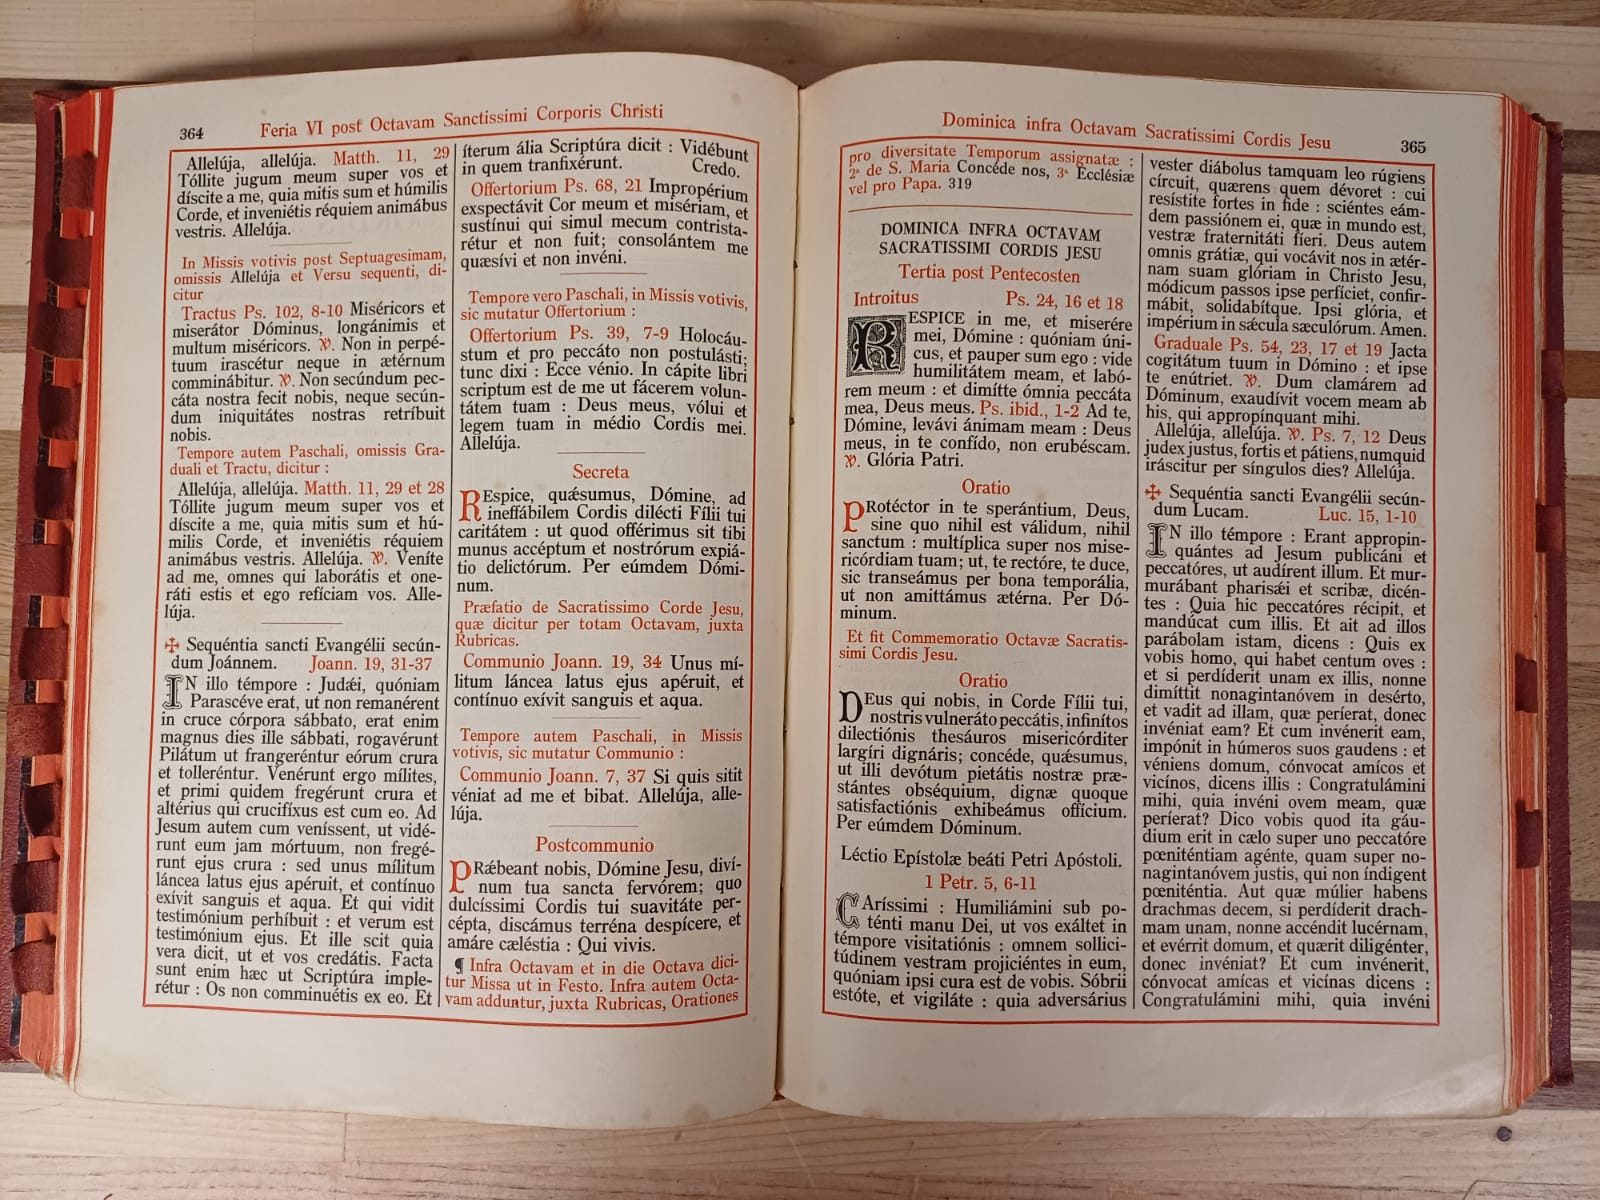 364
Feria VI post Octavam Sanctissimi Corporis Christi
Allelúja, allelúja. Matth. 11, 29
Tóllite jugum meum super vos et
díscite a me, quia mitis sum et húmilis
Corde, et inveniétis réquiem animábus
vestris. Allelúja.
In Missis votivis post Septuagesimam,
omissis Allelúja et Versu sequenti, di-
citur
Tractus Ps. 102, 8-10 Miséricors et
miserátor Dóminus, longánimis et
multum miséricors. ℣. Non in perpé-
tuum irascétur neque in ætérnum
comminábitur. ℣. Non secúndum pec-
cáta nostra fecit nobis, neque secún-
dum iniquitátes nostras retríbuit
nobis.
Tempore autem Paschali, omissis Gra-
duali et Tractu, dicitur :
Allelúja, allelúja. Matth. 11, 29 et 28
Tóllite jugum meum super vos et
díscite a me, quia mitis sum et hú-
milis Corde, et inveniétis réquiem
animábus vestris. Allelúja. ℣. Veníte
ad me, omnes qui laborátis et one-
ráti estis et ego refíciam vos. Alle-
lúja.
✠ Sequéntia sancti Evangélii secún-
dum Joánnem. Joann. 19, 31-37
IN illo témpore : Judǽi, quóniam
Parascéve erat, ut non remanérent
in cruce córpora sábbato, erat enim
magnus dies ille sábbati, rogavérunt
Pilátum ut frangeréntur eórum crura
et tolleréntur. Venérunt ergo mílites,
et primi quidem fregérunt crura et
altérius qui crucifíxus est cum eo. Ad
Jesum autem cum veníssent, ut vidé-
runt eum jam mórtuum, non fregé-
runt ejus crura : sed unus mílitum
láncea latus ejus apéruit, et contínuo
exívit sanguis et aqua. Et qui vidit
testimónium perhíbuit : et verum est
testimónium ejus. Et ille scit quia
vera dicit, ut et vos credátis. Facta
sunt enim hæc ut Scriptúra imple-
rétur : Os non comminuétis ex eo. Et
íterum ália Scriptúra dicit : Vidébunt
in quem tranfixérunt. Credo.
Offertorium Ps. 68, 21 Impropérium
exspectávit Cor meum et misériam, et
sustínui qui simul mecum contrista-
rétur et non fuit; consolántem me
quæsívi et non invéni.
Tempore vero Paschali, in Missis votivis,
sic mutatur Offertorium :
Offertorium Ps. 39, 7-9 Holocáu-
stum et pro peccáto non postulásti;
tunc dixi : Ecce vénio. In cápite libri
scriptum est de me ut fácerem volun-
tátem tuam : Deus meus, vólui et
legem tuam in médio Cordis mei.
Allelúja.
Secreta
REspice, quǽsumus, Dómine, ad
ineffábilem Cordis dilécti Fílii tui
caritátem : ut quod offérimus sit tibi
munus accéptum et nostrórum expiá-
tio delictórum. Per eúmdem Dómi-
num.
Præfatio de Sacratissimo Corde Jesu,
quæ dicitur per totam Octavam, juxta
Rubricas.
Communio Joann. 19, 34 Unus mí-
litum láncea latus ejus apéruit, et
contínuo exívit sanguis et aqua.
Tempore autem Paschali, in Missis
votivis, sic mutatur Communio :
Communio Joann. 7, 37 Si quis sitit
véniat ad me et bibat. Allelúja, alle-
lúja.
Postcommunio
PRǽbeant nobis, Dómine Jesu, diví-
num tua sancta fervórem; quo
dulcíssimi Cordis tui suavitáte per-
cépta, discámus terréna despícere, et
amáre cæléstia : Qui vivis.
¶ Infra Octavam et in die Octava dici-
tur Missa ut in Festo. Infra autem Octa-
vam adduntur, juxta Rubricas, Orationes
Dominica infra Octavam Sacratissimi Cordis Jesu
365
pro diversitate Temporum assignatæ :
2ª de S. Maria Concéde nos, 3ª Ecclésiæ
vel pro Papa. 319
DOMINICA INFRA OCTAVAM
SACRATISSIMI CORDIS JESU
Tertia post Pentecosten
Introitus Ps. 24, 16 et 18
RESPICE in me, et miserére
mei, Dómine : quóniam úni-
cus, et pauper sum ego : vide
humilitátem meam, et labó-
rem meum : et dimítte ómnia peccáta
mea, Deus meus. Ps. ibid., 1-2 Ad te,
Dómine, levávi ánimam meam : Deus
meus, in te confído, non erubéscam.
℣. Glória Patri.
Oratio
PRotéctor in te sperántium, Deus,
sine quo nihil est válidum, nihil
sanctum : multíplica super nos mise-
ricórdiam tuam; ut, te rectóre, te duce,
sic transeámus per bona temporália,
ut non amittámus ætérna. Per Dó-
minum.
Et fit Commemoratio Octavæ Sacratis-
simi Cordis Jesu.
Oratio
DEus qui nobis, in Corde Fílii tui,
nostris vulneráto peccátis, infinítos
dilectiónis thesáuros misericórditer
largíri dignáris; concéde, quǽsumus,
ut illi devótum pietátis nostræ præ-
stántes obséquium, dignæ quoque
satisfactiónis exhibeámus offícium.
Per eúmdem Dóminum.
Léctio Epístolæ beáti Petri Apóstoli.
1 Petr. 5, 6-11
CAríssimi : Humiliámini sub po-
ténti manu Dei, ut vos exáltet in
témpore visitatiónis : omnem sollici-
túdinem vestram projiciéntes in eum,
quóniam ipsi cura est de vobis. Sóbrii
estóte, et vigiláte : quia adversárius
vester diábolus tamquam leo rúgiens
círcuit, quærens quem dévoret : cui
resístite fortes in fide : sciéntes eám-
dem passiónem ei, quæ in mundo est,
vestræ fraternitáti fíeri. Deus autem
omnis grátiæ, qui vocávit nos in ætér-
nam suam glóriam in Christo Jesu,
módicum passos ipse perfíciet, confir-
mábit, solidabítque. Ipsi glória, et
impérium in sǽcula sæculórum. Amen.
Graduale Ps. 54, 23, 17 et 19 Jacta
cogitátum tuum in Dómino : et ipse
te enútriet. ℣. Dum clamárem ad
Dóminum, exaudívit vocem meam ab
his, qui appropínquant mihi.
Allelúja, allelúja. ℣. Ps. 7, 12 Deus
judex justus, fortis et pátiens, numquid
iráscitur per síngulos dies? Allelúja.
✠ Sequéntia sancti Evangélii secún-
dum Lucam. Luc. 15, 1-10
IN illo témpore : Erant appropin-
quántes ad Jesum publicáni et
peccatóres, ut audírent illum. Et mur-
murábant pharisǽi et scribæ, dicén-
tes : Quia hic peccatóres récipit, et
mandúcat cum illis. Et ait ad illos
parábolam istam, dicens : Quis ex
vobis homo, qui habet centum oves :
et si perdíderit unam ex illis, nonne
dimíttit nonagintanóvem in desérto,
et vadit ad illam, quæ períerat, donec
invéniat eam? Et cum invénerit eam,
impónit in húmeros suos gaudens : et
véniens domum, cónvocat amícos et
vicínos, dicens illis : Congratulámini
mihi, quia invéni ovem meam, quæ
períerat? Dico vobis quod ita gáu-
dium erit in cælo super uno peccatóre
pœniténtiam agénte, quam super no-
nagintanóvem justis, qui non índigent
pœniténtia. Aut quæ múlier habens
drachmas decem, si perdíderit drach-
mam unam, nonne accéndit lucérnam,
et evérrit domum, et quærit diligénter,
donec invéniat? Et cum invénerit,
cónvocat amícas et vicínas dicens :
Congratulámini mihi, quia invéni